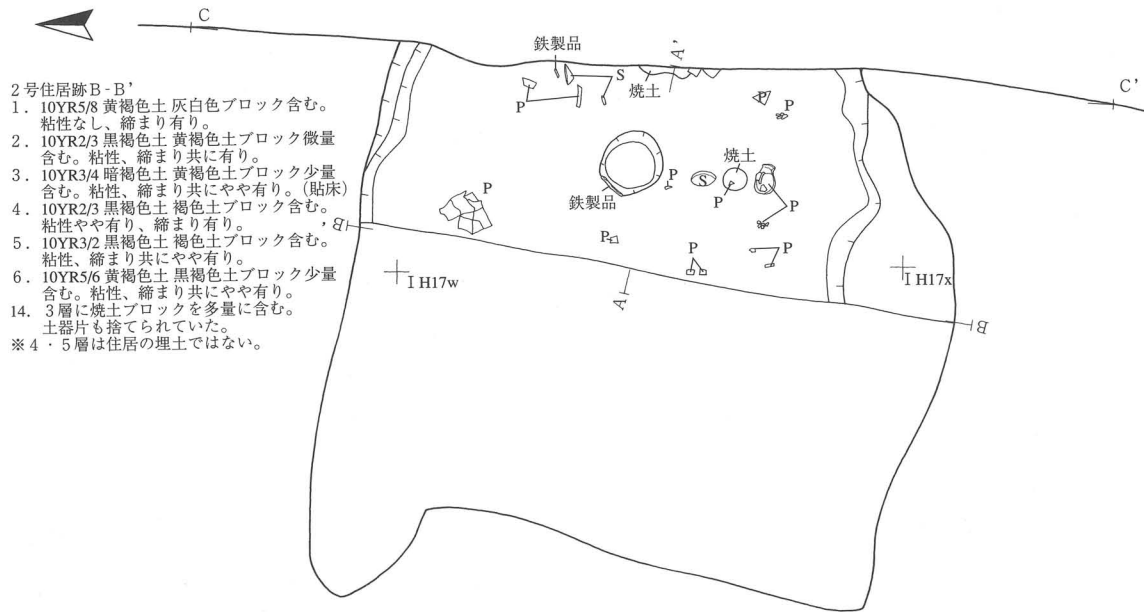 C
鉄製品
A'
C'
S
焼土
P
P
P
2号住居跡B-B'
1. 10YR5/8 黄褐色土 灰白色ブロック含む。
粘性なし、締まり有り。
2. 10YR2/3 黒褐色土 黄褐色土ブロック微量
含む。粘性、締まり共に有り。
3. 10YR3/4 暗褐色土 黄褐色土ブロック少量
含む。粘性、締まり共にやや有り。(貼床)
4. 10YR2/3 黒褐色土 褐色土ブロック含む。
粘性やや有り、締まり有り。
5. 10YR3/2 黒褐色土 褐色土ブロック含む。
粘性、締まり共にやや有り。
6. 10YR5/6 黄褐色土 黒褐色土ブロック少量
含む。粘性、締まり共にやや有り。
14. 3層に焼土ブロックを多量に含む。
土器片も捨てられていた。
※4・5層は住居の埋土ではない。
焼土
P
S
P
P
鉄製品
P
B'
P
P
P
I H17w
I H17x
A
B